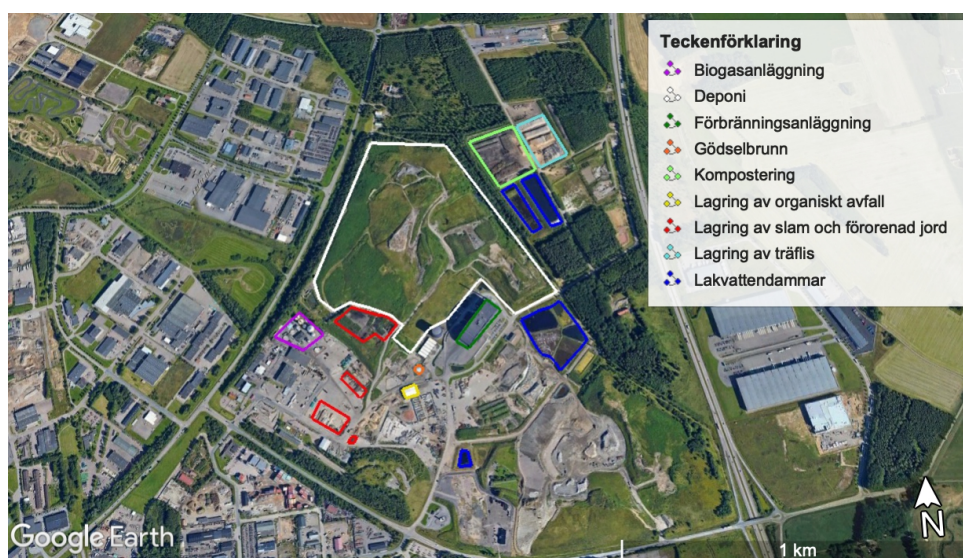 Teckenförklaring
Biogasanläggning
Deponi
Förbränningsanläggning
Gödselbrunn
Kompostering
Lagring av organiskt avfall
Lagring av slam och förorenad jord
Lagring av träflis
Lakvattendammar
Google Earth
1 km
N